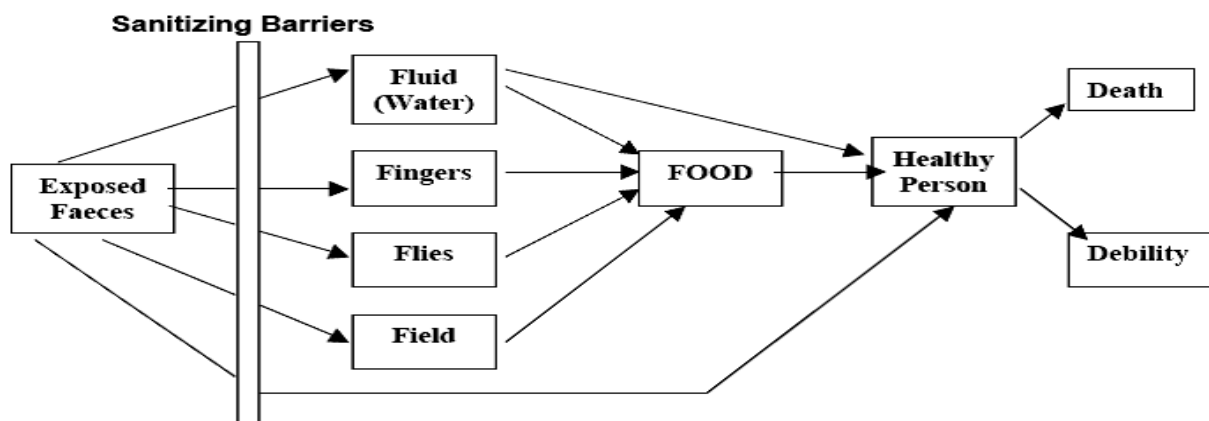 Sanitizing Barriers
Fluid
(Water)
Death
Fingers
FOOD
Healthy
Person
Exposed
Faeces
Flies
Debility
Field